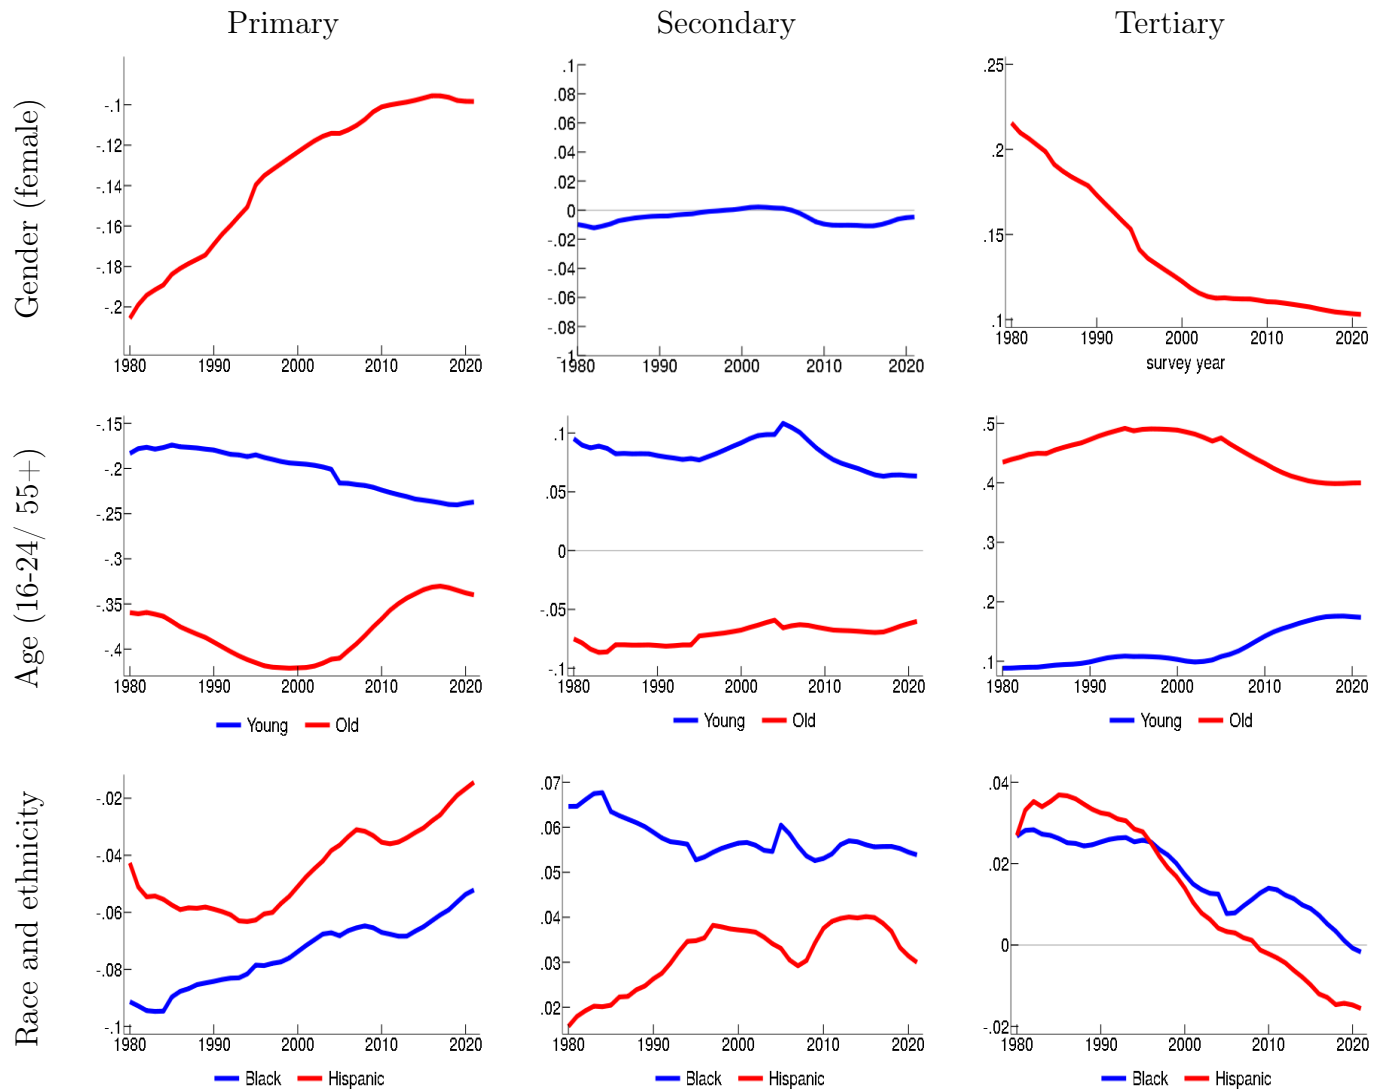 Primary Secondary Tertiary
Gender (female)
-.1
-.12
-.14
-.16
-.18
-.2
1980 1990 2000 2010 2020
.1
.08
.06
.04
.02
0
-.02
-.04
-.06
-.08
-.1
1980 1990 2000 2010 2020
.25
.2
.15
.1
1980 1990 2000 2010 2020
survey year
Age (16-24/ 55+)
-.15
-.2
-.25
-.3
-.35
-.4
1980 1990 2000 2010 2020
Young Old
.1
.05
0
-.05
-.1
1980 1990 2000 2010 2020
Young Old
.5
.4
.3
.2
.1
1980 1990 2000 2010 2020
Young Old
Race and ethnicity
-.02
-.04
-.06
-.08
-.1
1980 1990 2000 2010 2020
Black Hispanic
.07
.06
.05
.04
.03
.02
1980 1990 2000 2010 2020
Black Hispanic
.04
.02
0
-.02
1980 1990 2000 2010 2020
Black Hispanic